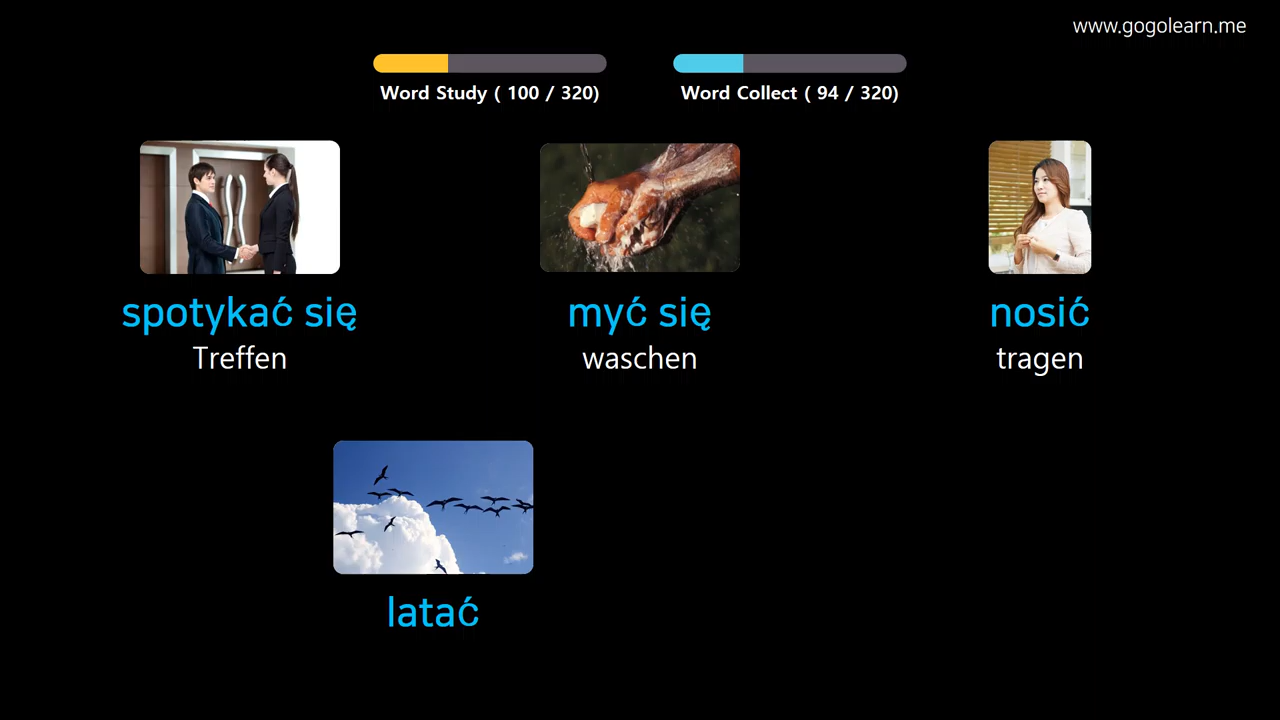 www.gogolearn.me
Word Study ( 100 / 320)
Word Collect ( 94 / 320)
spotykać się
Treffen
myć się
waschen
nosić
tragen
latać